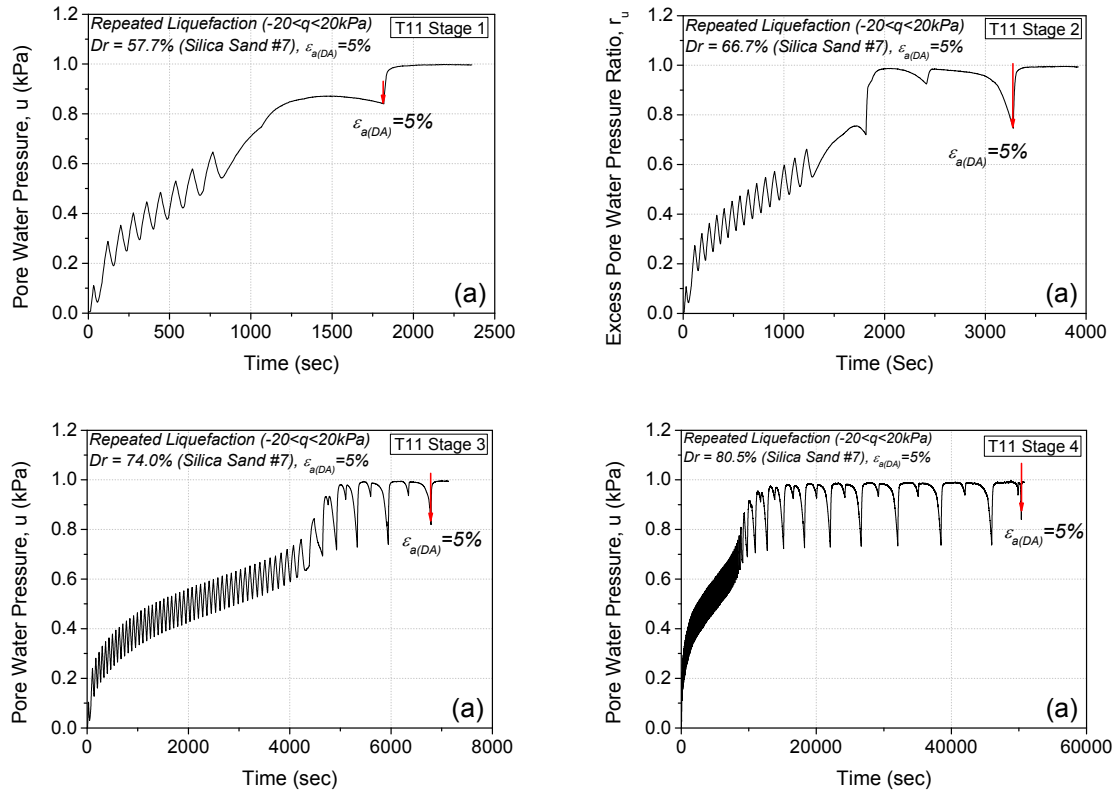 Repeated Liquefaction (-20<q<20kPa)
T11 Stage 1
Dr = 57.7% (Silica Sand #7), εa(DA)=5%
1.2
1.0
0.8
0.6
0.4
0.2
0.0
Pore Water Pressure, u (kPa)
εa(DA)=5%
(a)
0 500 1000 1500 2000 2500
Time (sec)
Repeated Liquefaction (-20<q<20kPa)
T11 Stage 2
Dr = 66.7% (Silica Sand #7), εa(DA)=5%
1.2
1.0
0.8
0.6
0.4
0.2
0.0
Excess Pore Water Pressure Ratio, ru
εa(DA)=5%
(a)
0 1000 2000 3000 4000
Time (Sec)
Repeated Liquefaction (-20<q<20kPa)
T11 Stage 3
Dr = 74.0% (Silica Sand #7), εa(DA)=5%
1.2
1.0
0.8
0.6
0.4
0.2
0.0
Pore Water Pressure, u (kPa)
εa(DA)=5%
(a)
0 2000 4000 6000 8000
Time (sec)
Repeated Liquefaction (-20<q<20kPa)
T11 Stage 4
Dr = 80.5% (Silica Sand #7), εa(DA)=5%
1.2
1.0
0.8
0.6
0.4
0.2
0.0
Pore Water Pressure, u (kPa)
εa(DA)=5%
(a)
0 20000 40000 60000
Time (sec)